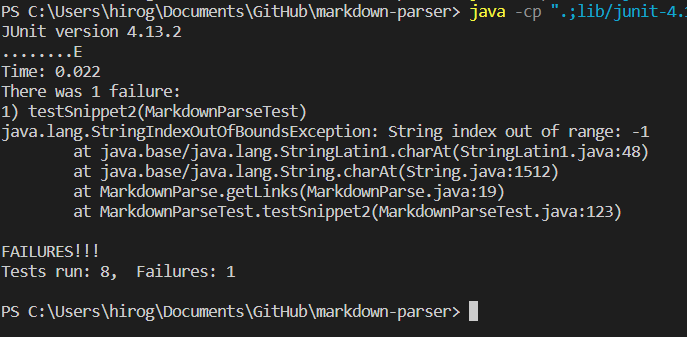 PS C:\Users\hirog\Documents\GitHub\markdown-parser> java -cp ".;lib/junit-4.1
JUnit version 4.13.2
........E
Time: 0.022
There was 1 failure:
1) testSnippet2(MarkdownParseTest)
java.lang.StringIndexOutOfBoundsException: String index out of range: -1
        at java.base/java.lang.StringLatin1.charAt(StringLatin1.java:48)
        at java.base/java.lang.String.charAt(String.java:1512)
        at MarkdownParse.getLinks(MarkdownParse.java:19)
        at MarkdownParseTest.testSnippet2(MarkdownParseTest.java:123)
FAILURES!!!
Tests run: 8,  Failures: 1
PS C:\Users\hirog\Documents\GitHub\markdown-parser>